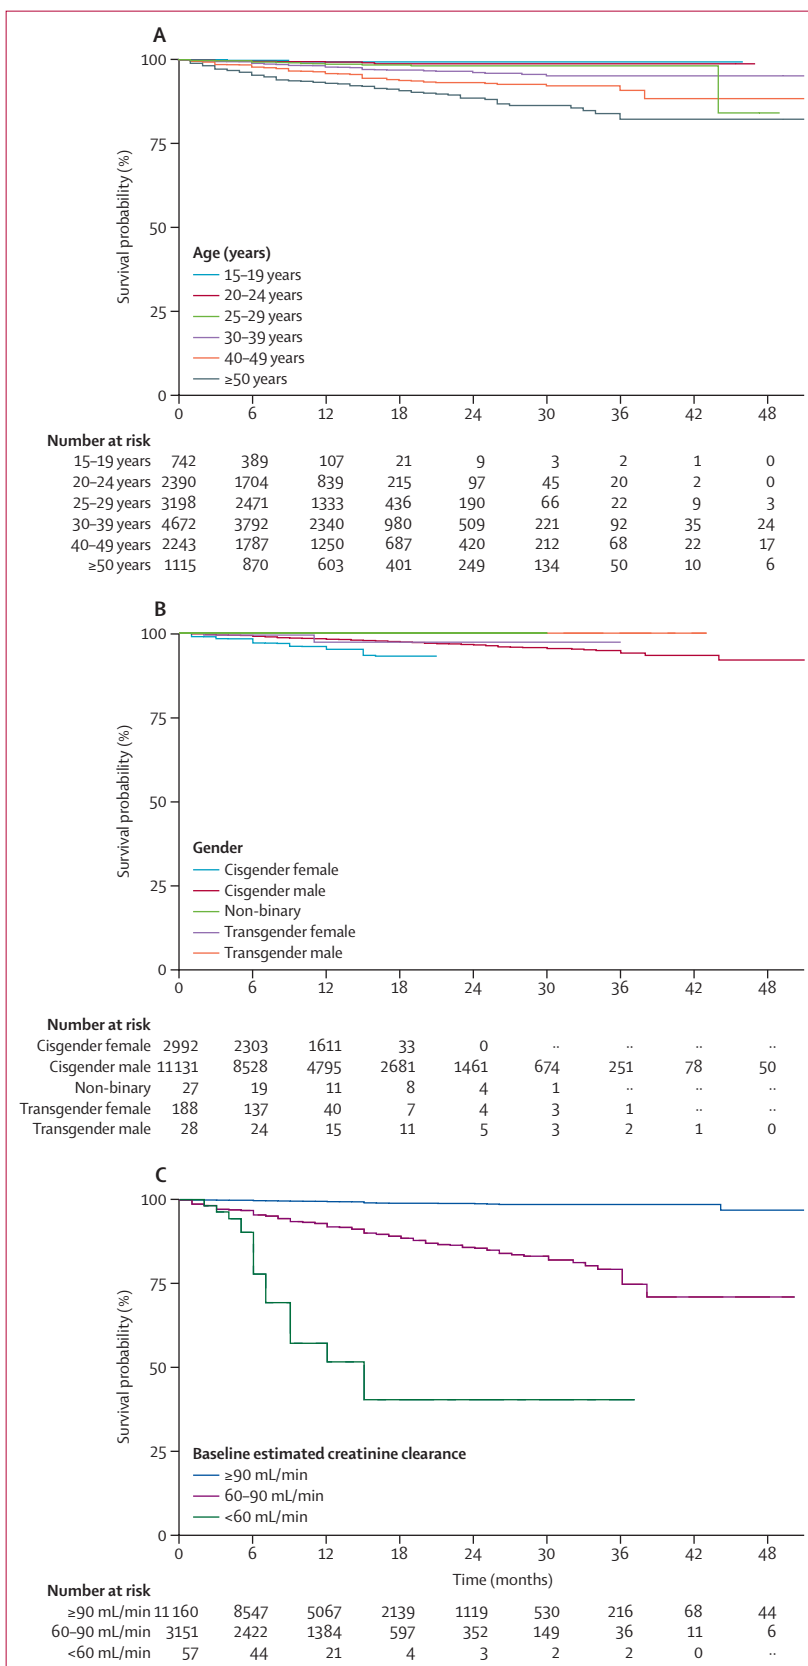 A
100
75
50
25
0
Survival probability (%)
Age (years)
15–19 years
20–24 years
25–29 years
30–39 years
40–49 years
≥50 years
0 6 12 18 24 30 36 42 48
Number at risk
15–19 years 742 389 107 21 9 3 2 1 0
20–24 years 2390 1704 839 215 97 45 20 2 0
25–29 years 3198 2471 1333 436 190 66 22 9 3
30–39 years 4672 3792 2340 980 509 221 92 35 24
40–49 years 2243 1787 1250 687 420 212 68 22 17
≥50 years 1115 870 603 401 249 134 50 10 6
B
100
75
50
25
0
Survival probability (%)
Gender
Cisgender female
Cisgender male
Non-binary
Transgender female
Transgender male
0 6 12 18 24 30 36 42 48
Number at risk
Cisgender female 2992 2303 1611 33 0 ·· ·· ·· ··
Cisgender male 11131 8528 4795 2681 1461 674 251 78 50
Non-binary 27 19 11 8 4 1 ·· ·· ··
Transgender female 188 137 40 7 4 3 1 ·· ··
Transgender male 28 24 15 11 5 3 2 1 0
C
100
75
50
25
0
Survival probability (%)
Baseline estimated creatinine clearance
≥90 mL/min
60–90 mL/min
<60 mL/min
0 6 12 18 24 30 36 42 48
Time (months)
Number at risk
≥90 mL/min 11 160 8547 5067 2139 1119 530 216 68 44
60–90 mL/min 3151 2422 1384 597 352 149 36 11 6
<60 mL/min 57 44 21 4 3 2 2 0 ··